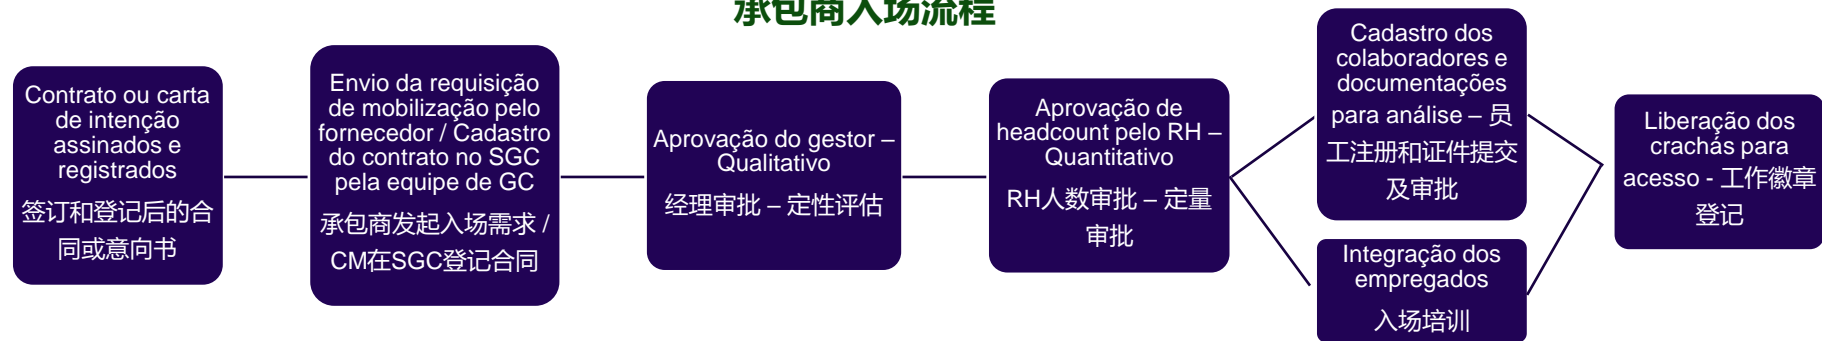 承包商入场流程
Contrato ou carta
de intenção
assinados e
registrados
签订和登记后的合
同或意向书
Envio da requisição
de mobilização pelo
fornecedor / Cadastro
do contrato no SGC
pela equipe de GC
承包商发起入场需求 /
CM在SGC登记合同
Aprovação do gestor –
Qualitativo
经理审批 – 定性评估
Aprovação de
headcount pelo RH –
Quantitativo
RH人数审批 – 定量
审批
Cadastro dos
colaboradores e
documentações
para análise – 员
工注册和证件提交
及审批
Integração dos
empregados
入场培训
Liberação dos
crachás para
acesso - 工作徽章
登记